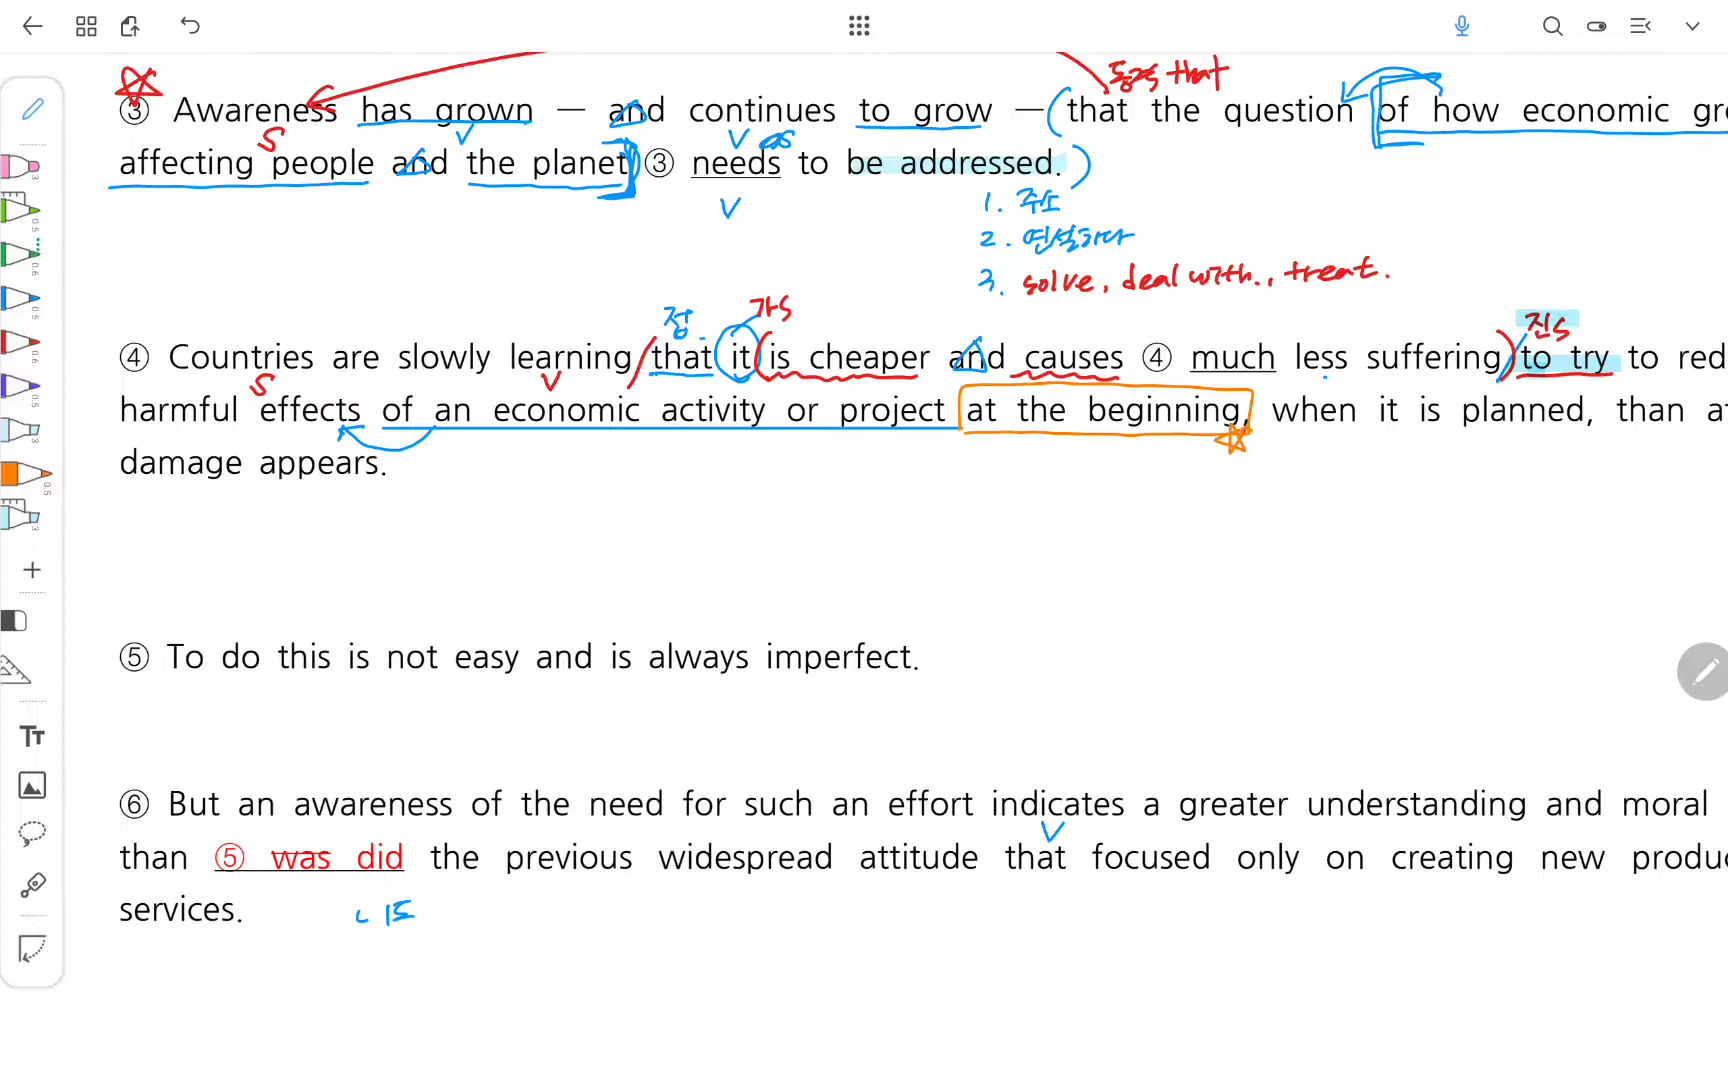 동격 that
③ Awareness has grown — and continues to grow — (that the question of how economic gr
S V V
affecting people and the planet ③ needs to be addressed.)
V
1. 주소
2. 연설하다
3. solve, deal with, treat.
접. 가S 진S
④ Countries are slowly learning that it is cheaper and causes ④ much less suffering to try to red
S V
harmful effects of an economic activity or project at the beginning, when it is planned, than a
damage appears.
⑤ To do this is not easy and is always imperfect.
⑥ But an awareness of the need for such an effort indicates a greater understanding and moral
V
than ⑤ was did the previous widespread attitude that focused only on creating new produ
services.